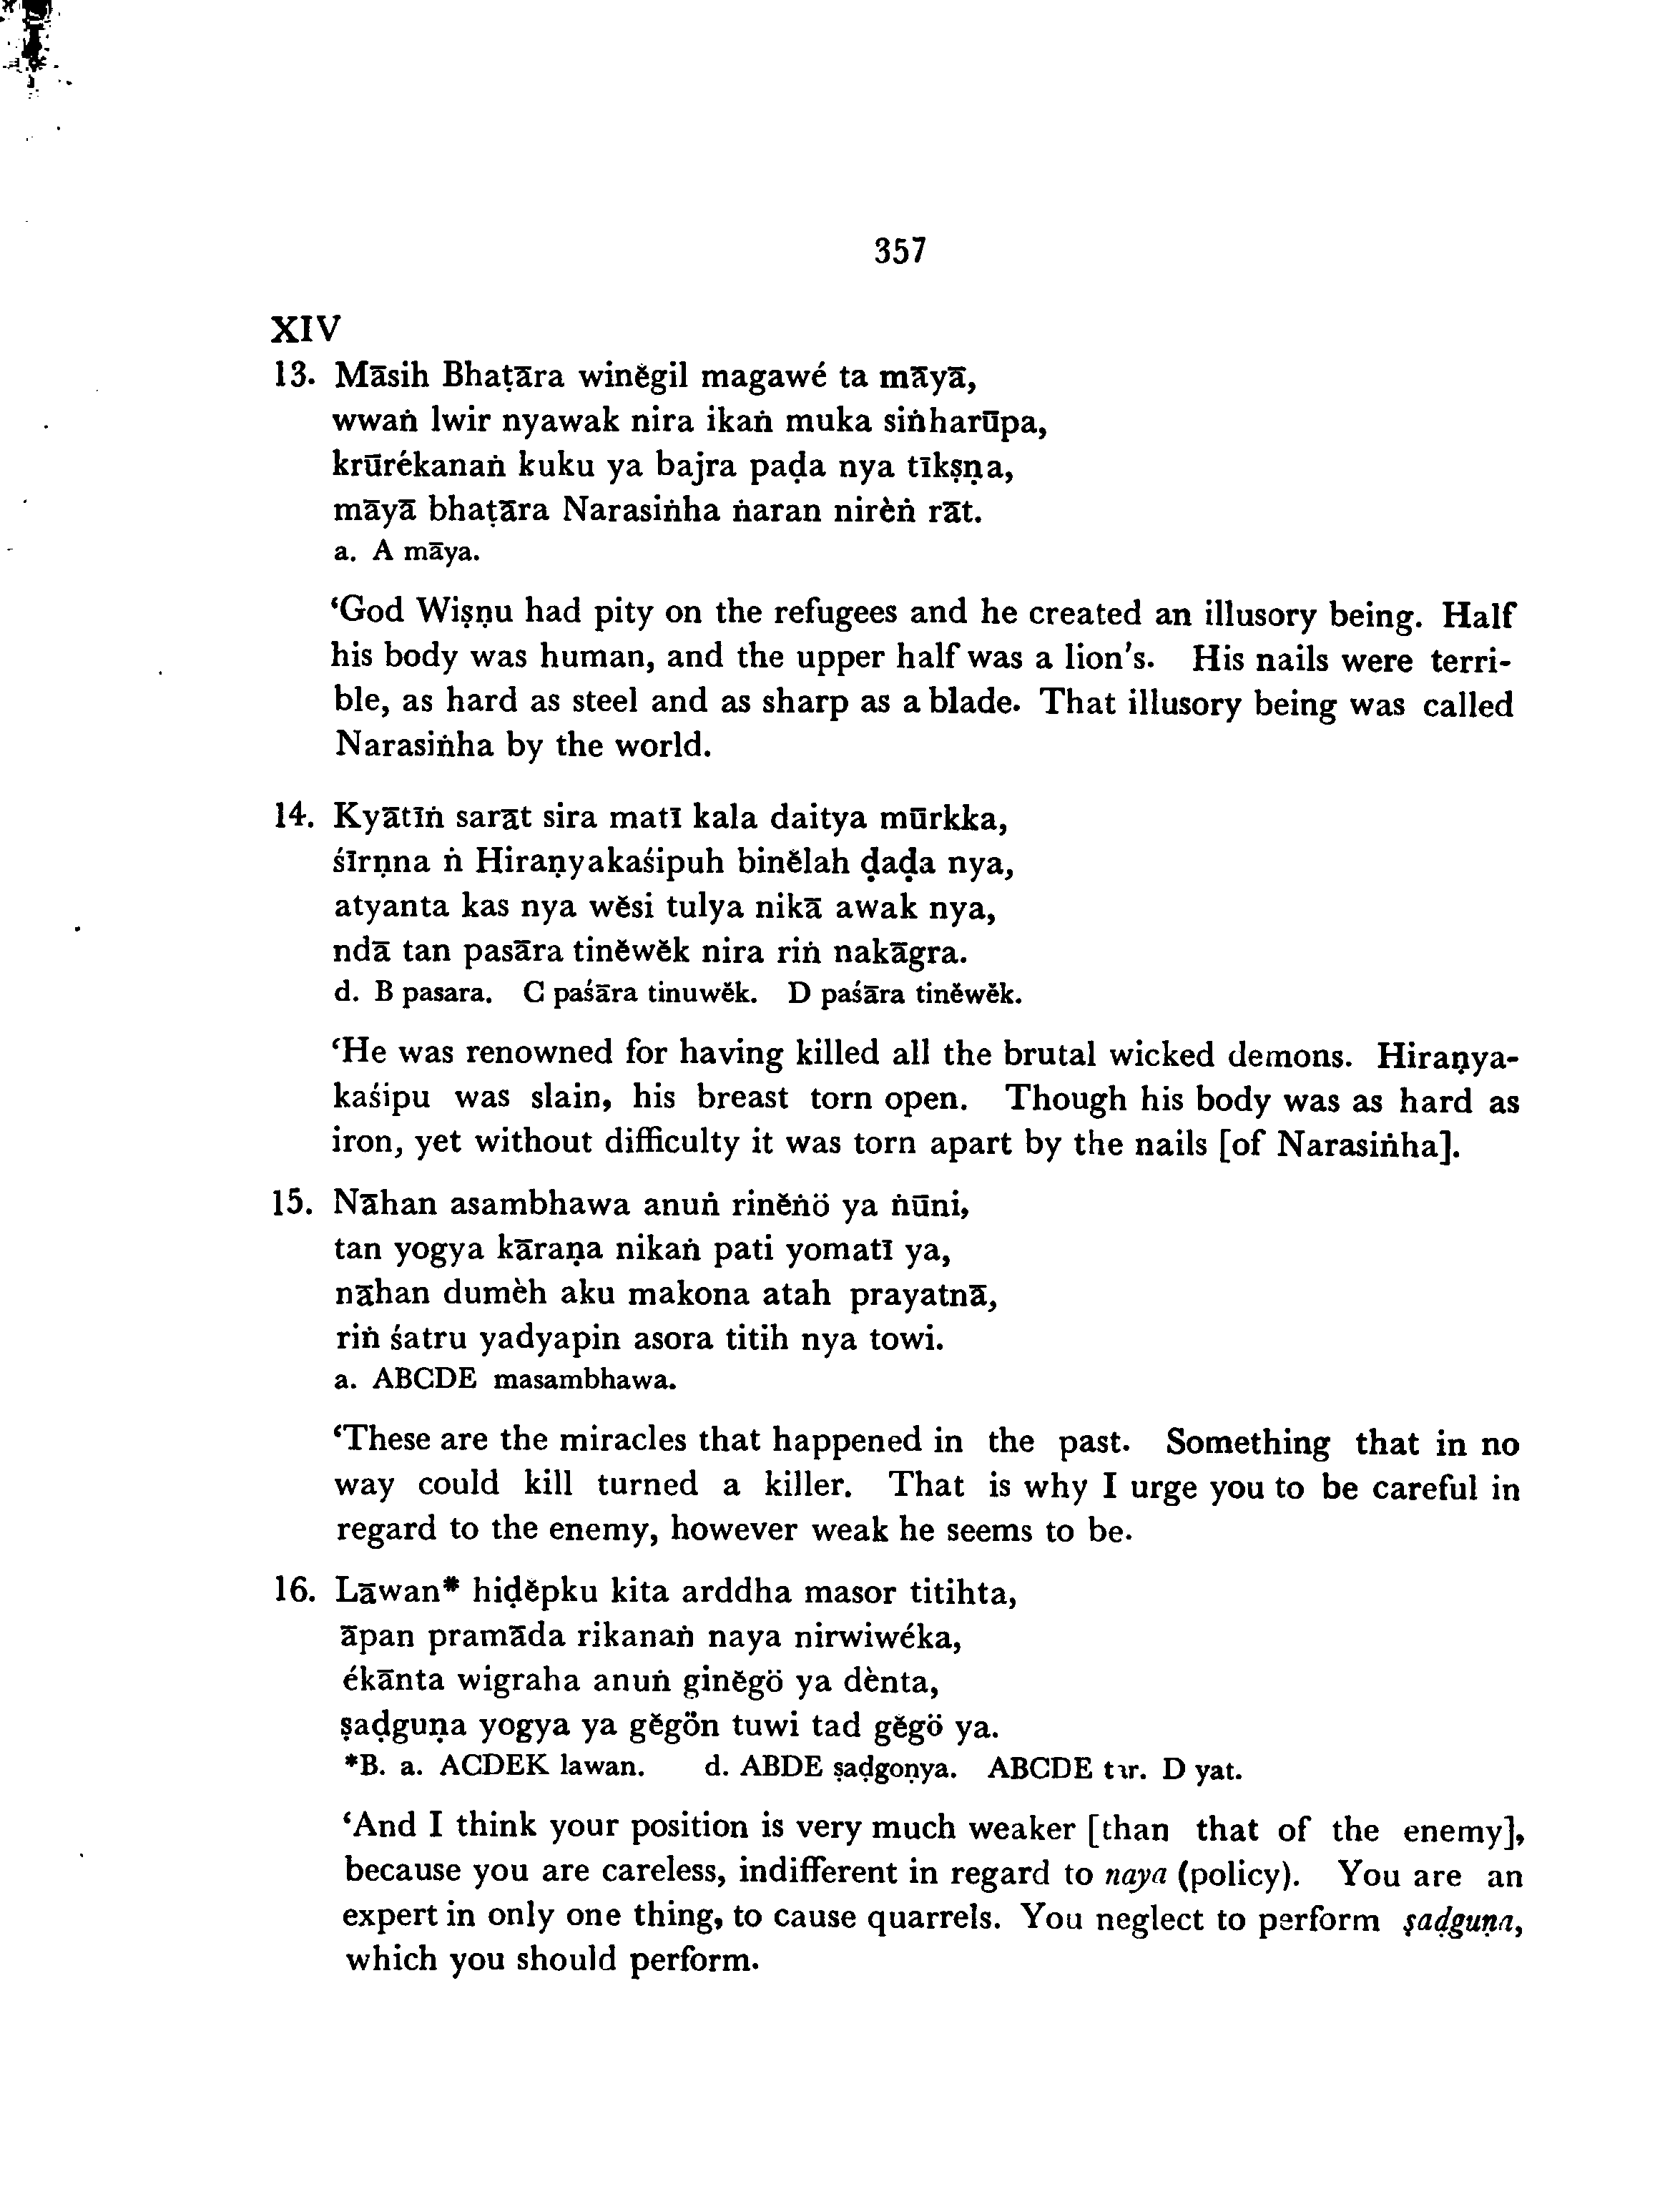 357
XIV
13. Māsih Bhaṭāra winĕgil magawé ta māyā,
wwaṅ lwir nyawak nira ikaṅ muka siṅharūpa,
krūrékanaṅ kuku ya bajra paḍa nya tīkṣṇa,
māyā bhaṭāra Narasiṅha ṅaran nirèṅ rāt.
a. A māya.
‘God Wiṣṇu had pity on the refugees and he created an illusory being. Half
his body was human, and the upper half was a lion's. His nails were terri-
ble, as hard as steel and as sharp as a blade. That illusory being was called
Narasiṅha by the world.
14. Kyātīṅ sarāt sira matī kala daitya mūrkka,
śīrṇna ṅ Hiraṇyakaśipuh binĕlah ḍaḍa nya,
atyanta kas nya wĕsi tulya nikā awak nya,
ndā tan pasāra tinĕwĕk nira riṅ nakāgra.
d. B pasara. C paśāra tinuwĕk. D paśāra tinĕwĕk.
‘He was renowned for having killed all the brutal wicked demons. Hiraṇya-
kaśipu was slain, his breast torn open. Though his body was as hard as
iron, yet without difficulty it was torn apart by the nails [of Narasiṅha].
15. Nāhan asambhawa anuṅ rinĕṅö ya ṅūni,
tan yogya kāraṇa nikaṅ pati yomatī ya,
nāhan dumèh aku makona atah prayatnā,
riṅ śatru yadyapin asora titih nya towi.
a. ABCDE masambhawa.
‘These are the miracles that happened in the past. Something that in no
way could kill turned a killer. That is why I urge you to be careful in
regard to the enemy, however weak he seems to be.
16. Lāwan* hiḍĕpku kita arddha masor titihta,
āpan pramāda rikanaṅ naya nirwiwéka,
ékānta wigraha anuṅ ginĕgö ya dènta,
ṣaḍguṇa yogya ya gĕgön tuwi tad gĕgö ya.
*B. a. ACDEK lawan. d. ABDE ṣaḍgoṇya. ABCDE tır. D yat.
‘And I think your position is very much weaker [than that of the enemy],
because you are careless, indifferent in regard to naya (policy). You are an
expert in only one thing, to cause quarrels. You neglect to perform ṣaḍguṇa,
which you should perform.